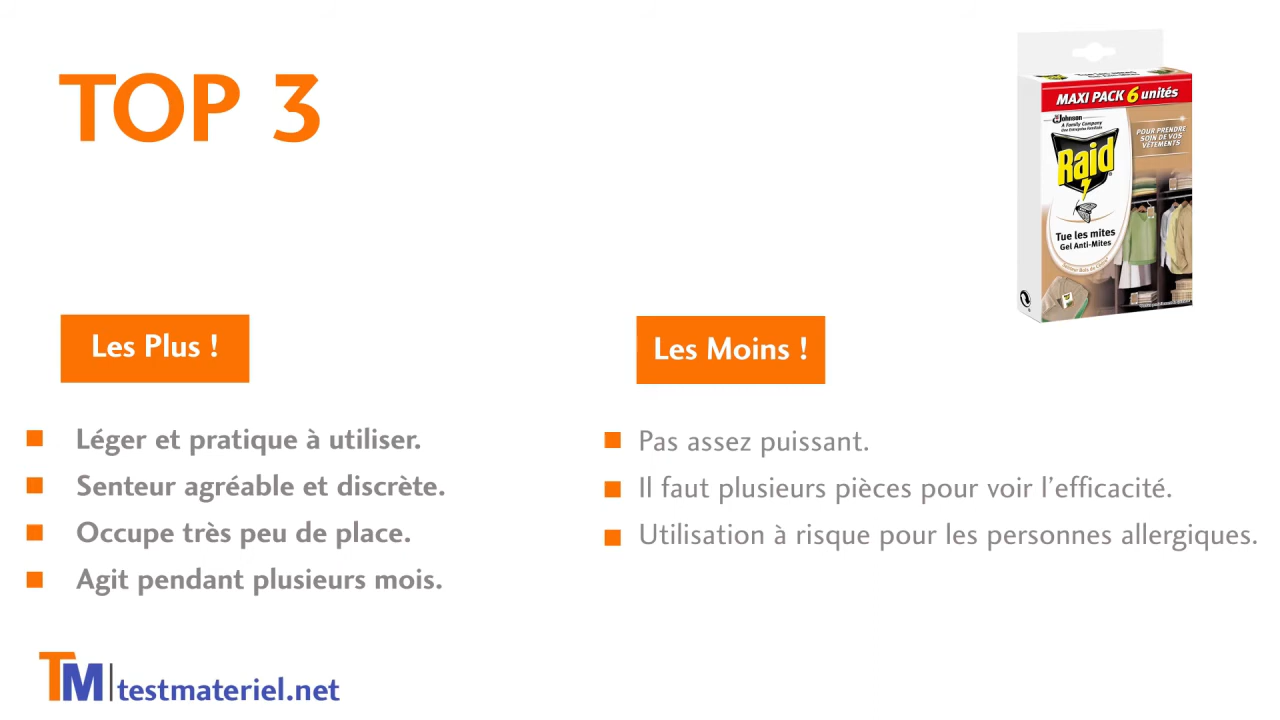 TOP 3
MAXI PACK 6 unités
Johnson
A Family Company
POUR PRENDRE
SOIN DE VOS
VÊTEMENTS
Raid
Tue les mites
Gel Anti-Mites
Les Plus !
Léger et pratique à utiliser.
Senteur agréable et discrète.
Occupe très peu de place.
Agit pendant plusieurs mois.
Les Moins !
Pas assez puissant.
Il faut plusieurs pièces pour voir l’efficacité.
Utilisation à risque pour les personnes allergiques.
TM testmateriel.net